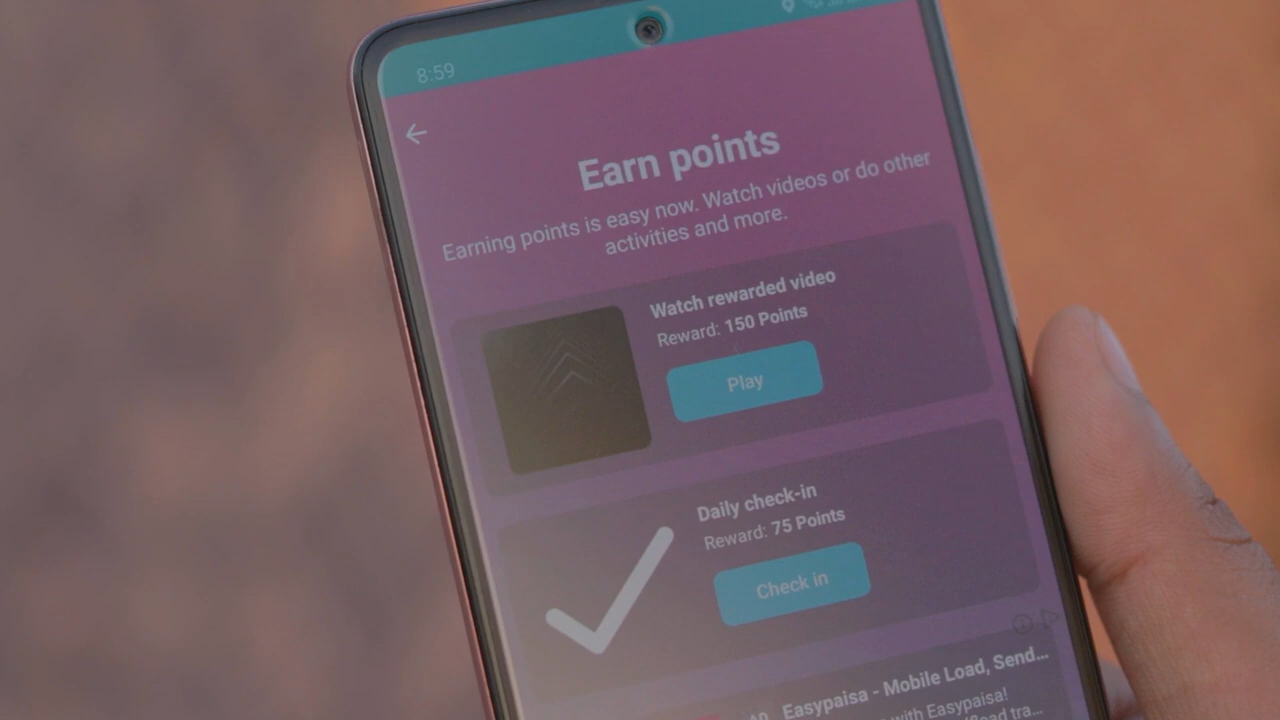 8:59
Earn points
Earning points is easy now. Watch videos or do other
activities and more.
Watch rewarded video
Reward: 150 Points
Play
Daily check-in
Reward: 75 Points
Check in
Easypaisa - Mobile Load, Send...
with Easypaisa!